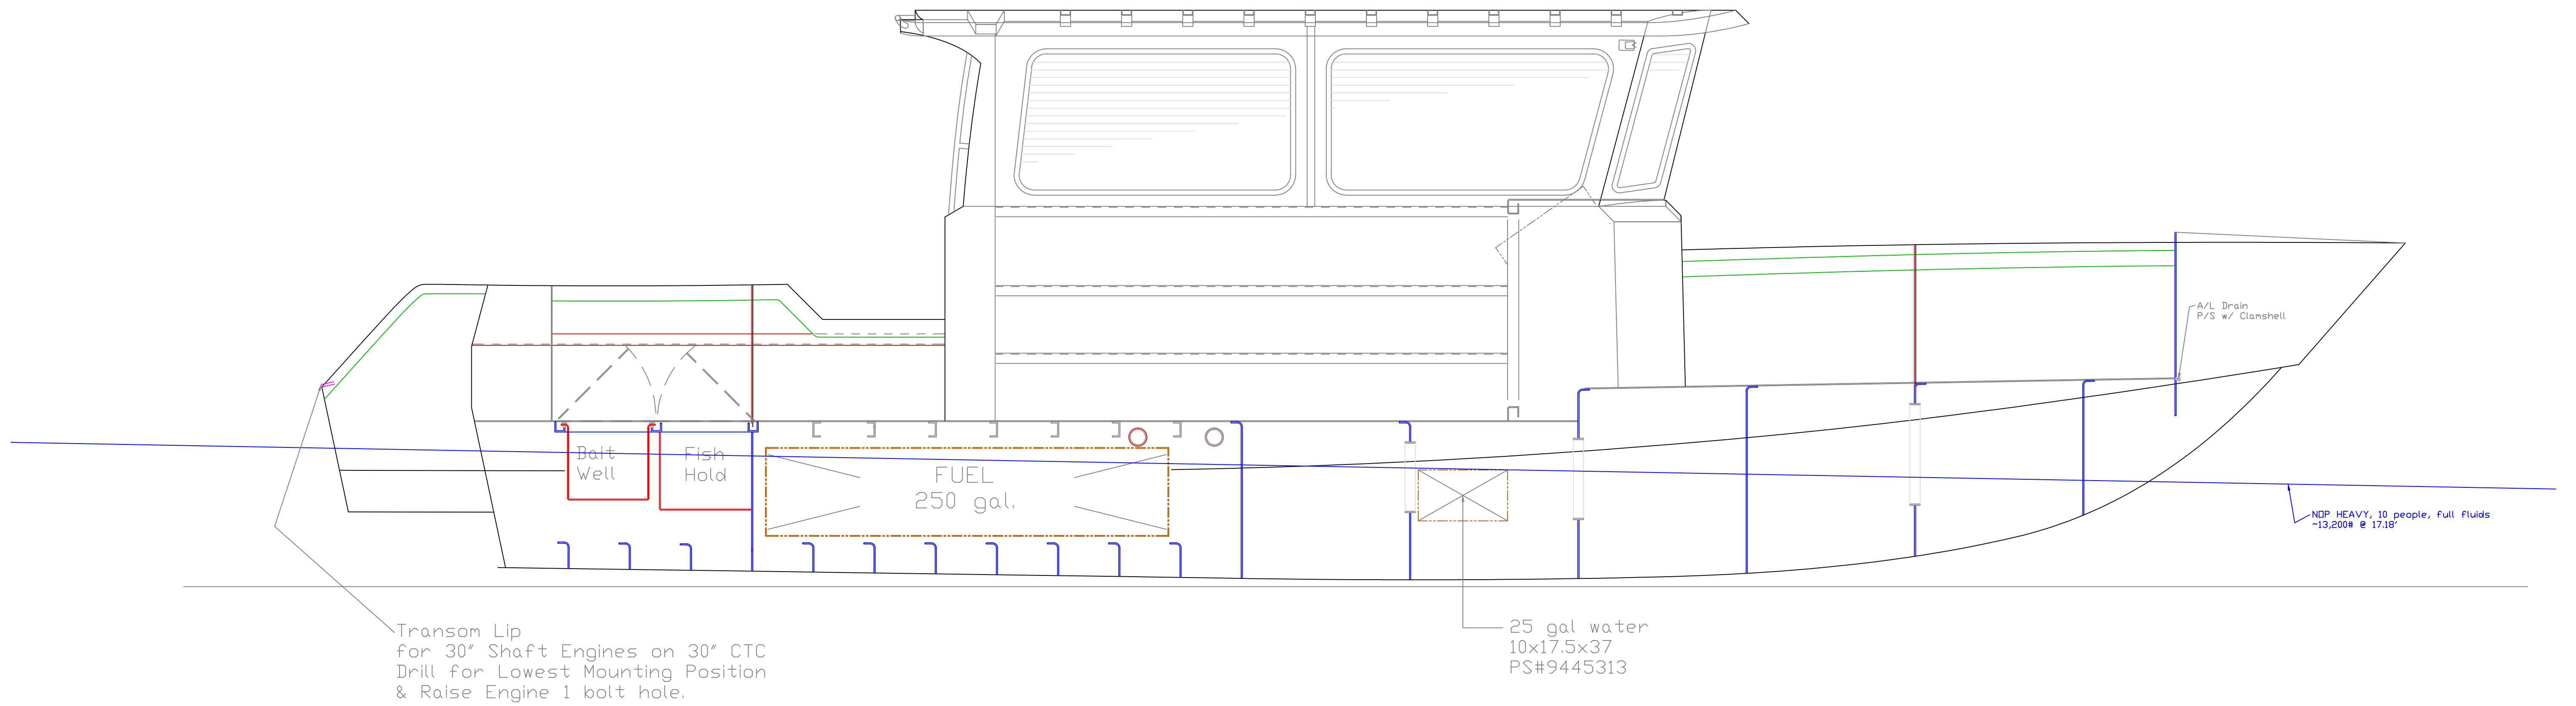 A/L Drain
P/S w/ Clamshell
Bait
Well
Fish
Hold
FUEL
250 gal.
NOP HEAVY, 10 people, full fluids
~13,200# @ 17.18'
Transom Lip
for 30" Shaft Engines on 30" CTC
Drill for Lowest Mounting Position
& Raise Engine 1 bolt hole.
25 gal water
10x17.5x37
PS#9445313